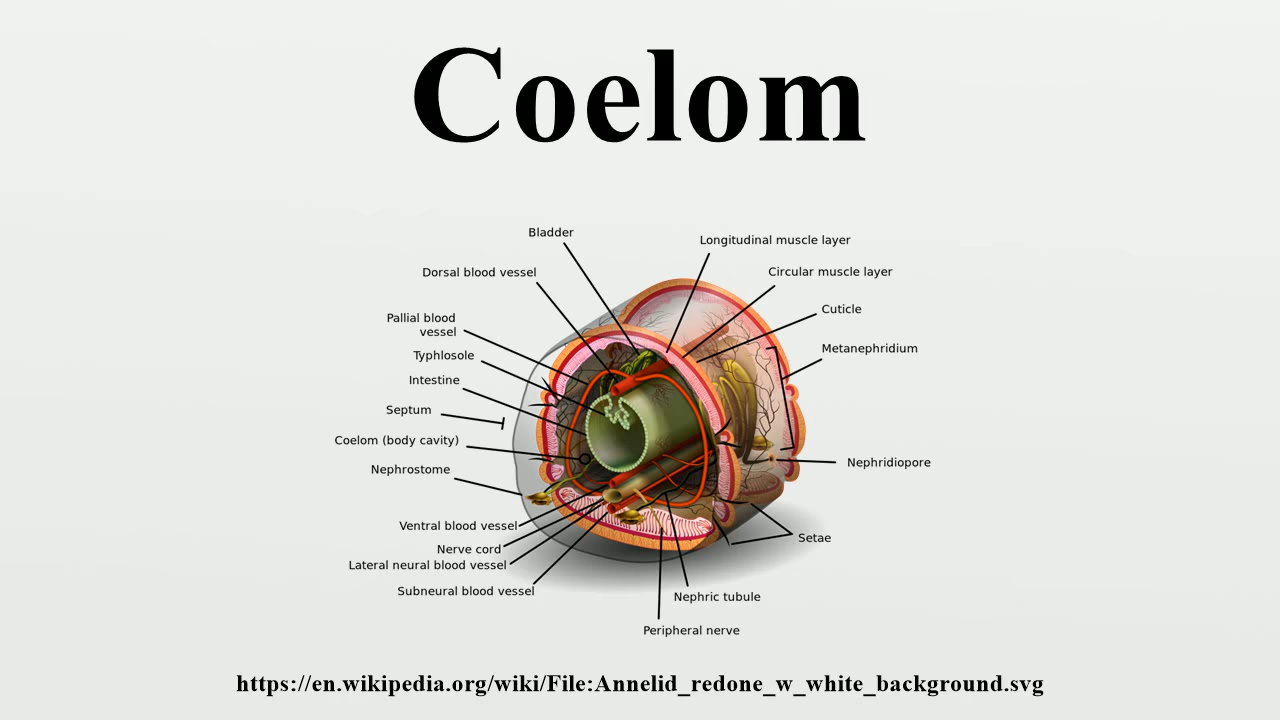 Coelom
Bladder
Longitudinal muscle layer
Dorsal blood vessel
Circular muscle layer
Pallial blood
vessel
Cuticle
Typhlosole
Metanephridium
Intestine
Septum
Coelom (body cavity)
Nephrostome
Nephridiopore
Ventral blood vessel
Nerve cord
Setae
Lateral neural blood vessel
Subneural blood vessel
Nephric tubule
Peripheral nerve
https://en.wikipedia.org/wiki/File:Annelid_redone_w_white_background.svg